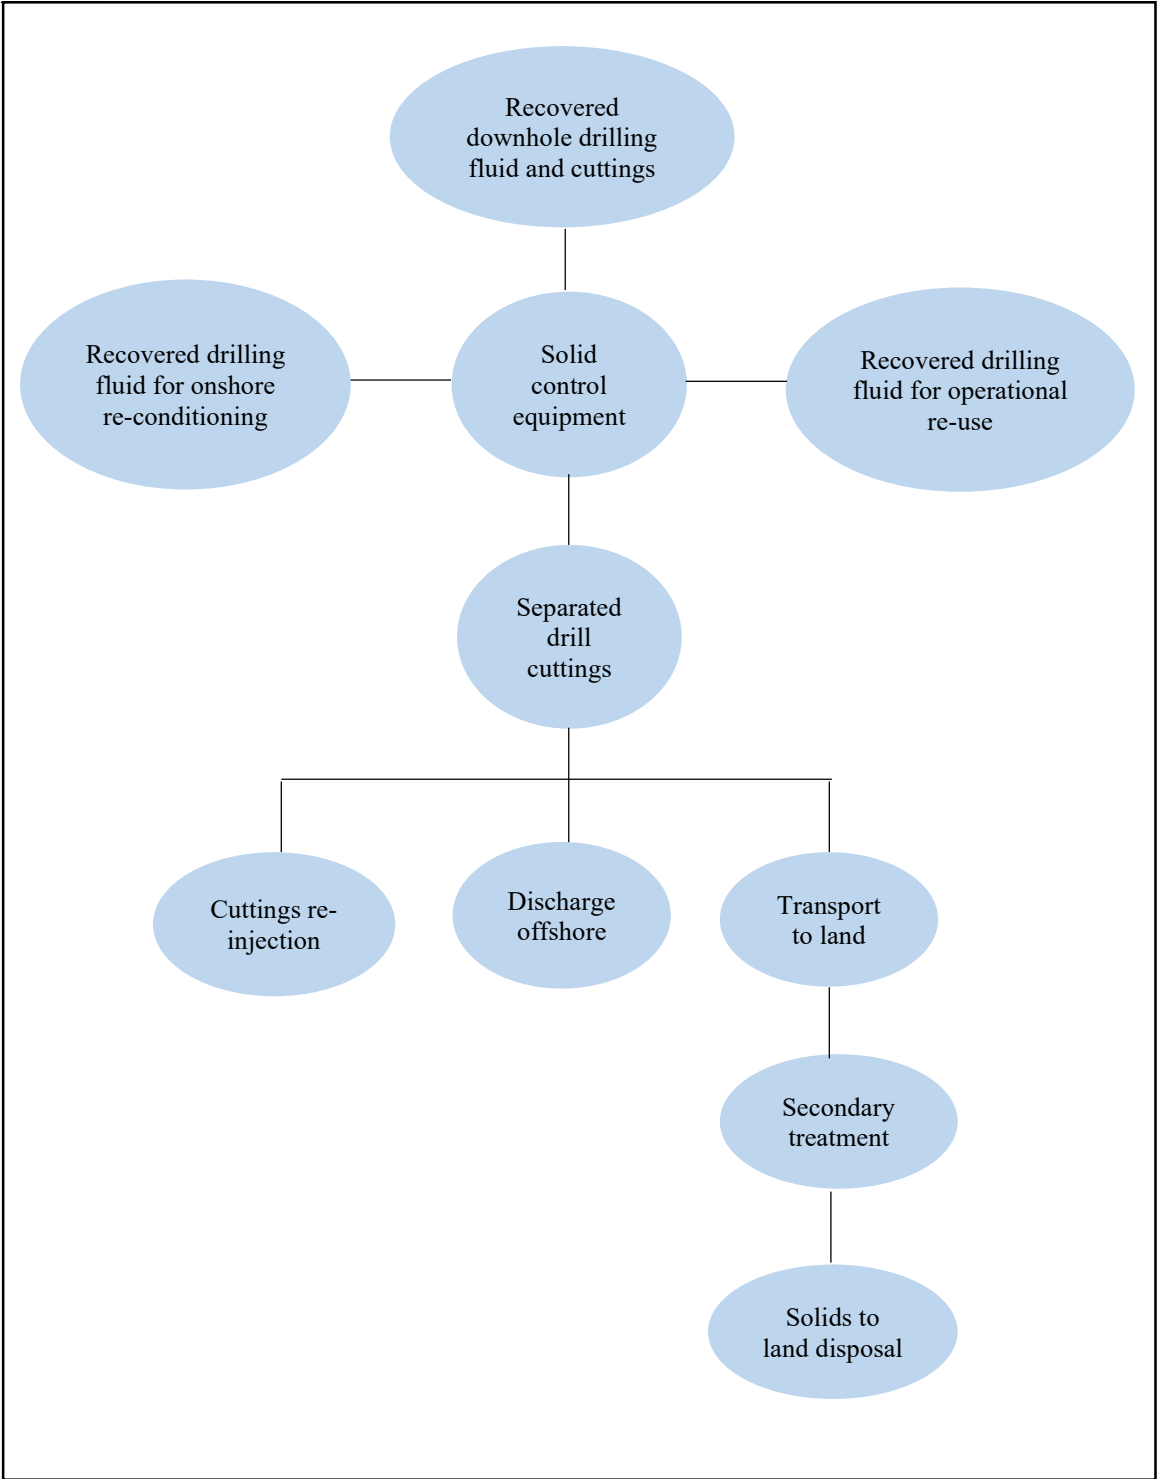 Recovered
downhole drilling
fluid and cuttings
Recovered drilling
fluid for onshore
re-conditioning
Solid
control
equipment
Recovered drilling
fluid for operational
re-use
Separated
drill
cuttings
Cuttings re-
injection
Discharge
offshore
Transport
to land
Secondary
treatment
Solids to
land disposal